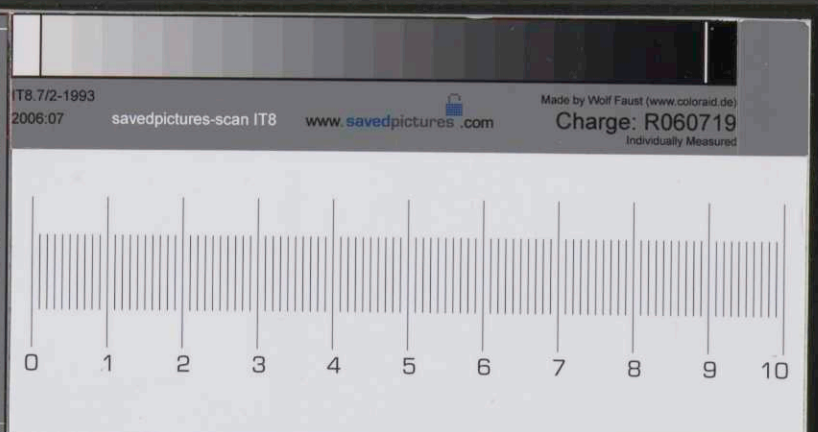 IT8.7/2-1993
2006:07
savedpictures-scan IT8
www.savedpictures.com
Made by Wolf Faust (www.coloraid.de)
Charge: R060719
Individually Measured
0 1 2 3 4 5 6 7 8 9 10